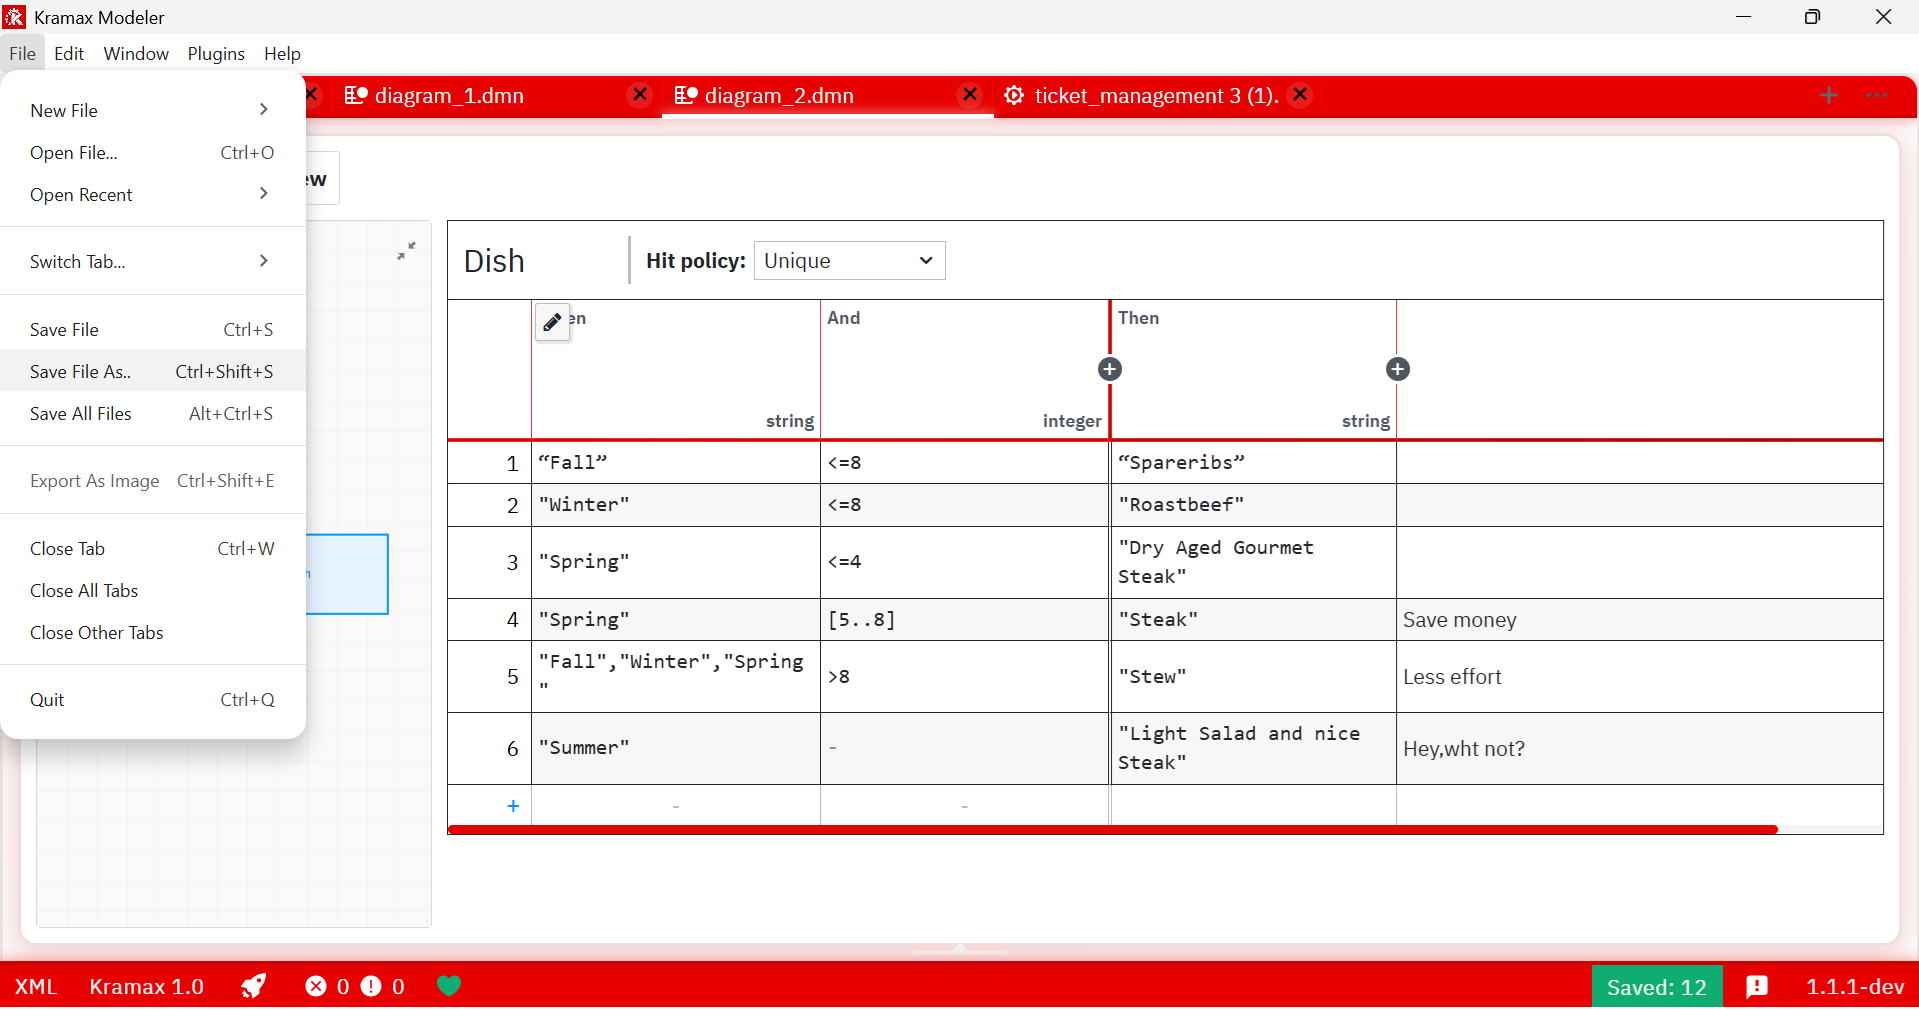 Kramax Modeler
File Edit Window Plugins Help
New File
Open File...
Ctrl+O
Open Recent
Switch Tab...
Save File
Ctrl+S
Save File As..
Ctrl+Shift+S
Save All Files
Alt+Ctrl+S
Export As Image
Ctrl+Shift+E
Close Tab
Ctrl+W
Close All Tabs
Close Other Tabs
Quit
Ctrl+Q
diagram_1.dmn
diagram_2.dmn
ticket_management 3 (1).
Dish
Hit policy: Unique
And
Then
string
integer
string
1 “Fall” <=8 “Spareribs”
2 "Winter" <=8 "Roastbeef"
3 "Spring" <=4 "Dry Aged Gourmet
Steak"
4 "Spring" [5..8] "Steak" Save money
5 "Fall","Winter","Spring
" >8 "Stew" Less effort
6 "Summer" - "Light Salad and nice
Steak" Hey,wht not?
+ - -
XML Kramax 1.0 0 0
Saved: 12 1.1.1-dev